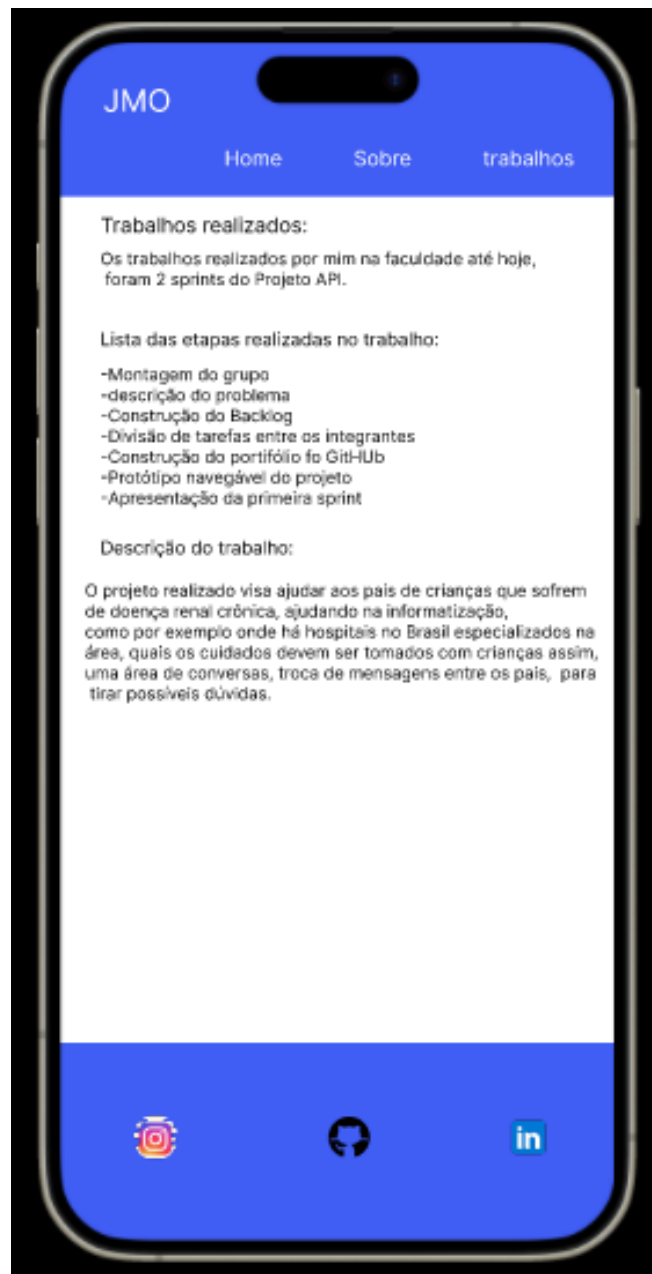 JMO
Home Sobre trabalhos
Trabalhos realizados:
Os trabalhos realizados por mim na faculdade até hoje,
foram 2 sprints do Projeto API.
Lista das etapas realizadas no trabalho:
-Montagem do grupo
-descrição do problema
-Construção do Backlog
-Divisão de tarefas entre os integrantes
-Construção do portifólio fo GitHUb
-Protótipo navegável do projeto
-Apresentação da primeira sprint
Descrição do trabalho:
O projeto realizado visa ajudar aos pais de crianças que sofrem
de doença renal crônica, ajudando na informatização,
como por exemplo onde há hospitais no Brasil especializados na
área, quais os cuidados devem ser tomados com crianças assim,
uma área de conversas, troca de mensagens entre os pais, para
tirar possíveis dúvidas.
in